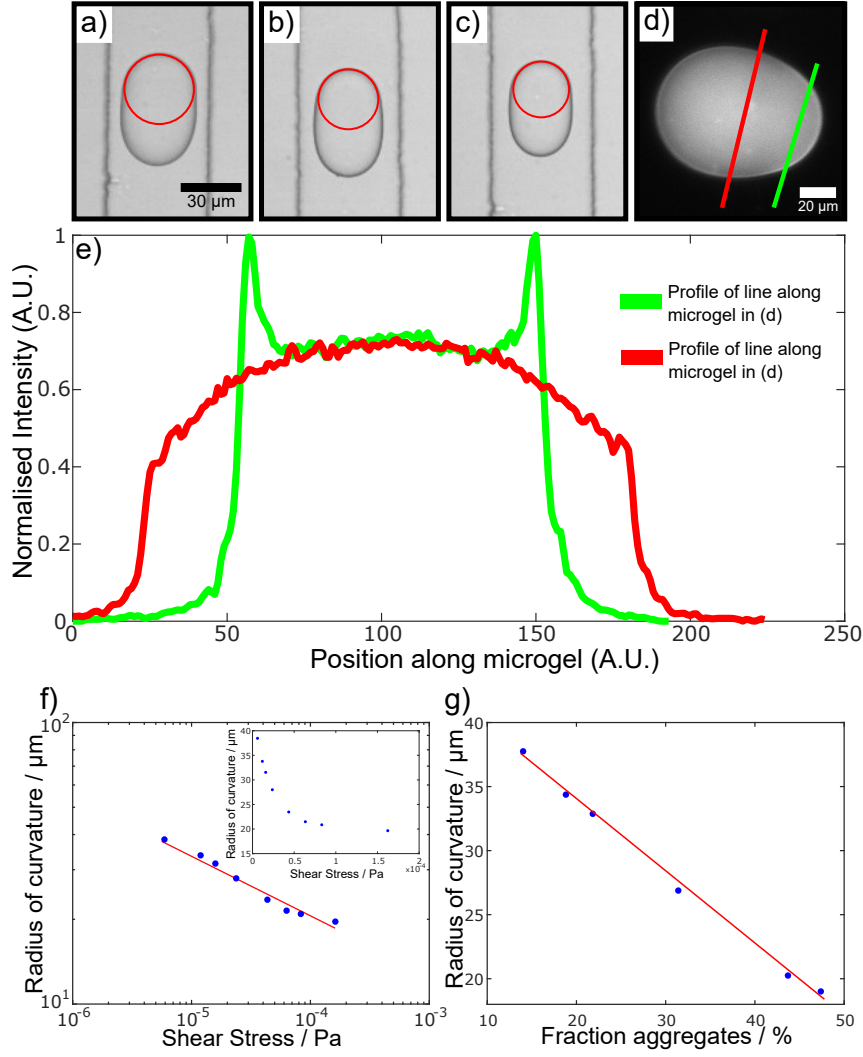 a)
b)
c)
d)
30 µm
20 µm
e)
Normalised Intensity (A.U.)
1
0.8
0.6
0.4
0.2
0
Profile of line along
microgel in (d)
Profile of line along
microgel in (d)
0 50 100 150 200 250
Position along microgel (A.U.)
f)
Radius of curvature / µm
10²
10¹
10⁻⁶ 10⁻⁵ 10⁻⁴ 10⁻³
Shear Stress / Pa
Radius of curvature / µm
40
35
30
25
20
15
0 0.5 1 1.5 2
×10⁻⁴
Shear Stress / Pa
g)
Radius of curvature / µm
40
35
30
25
20
10 20 30 40 50
Fraction aggregates / %